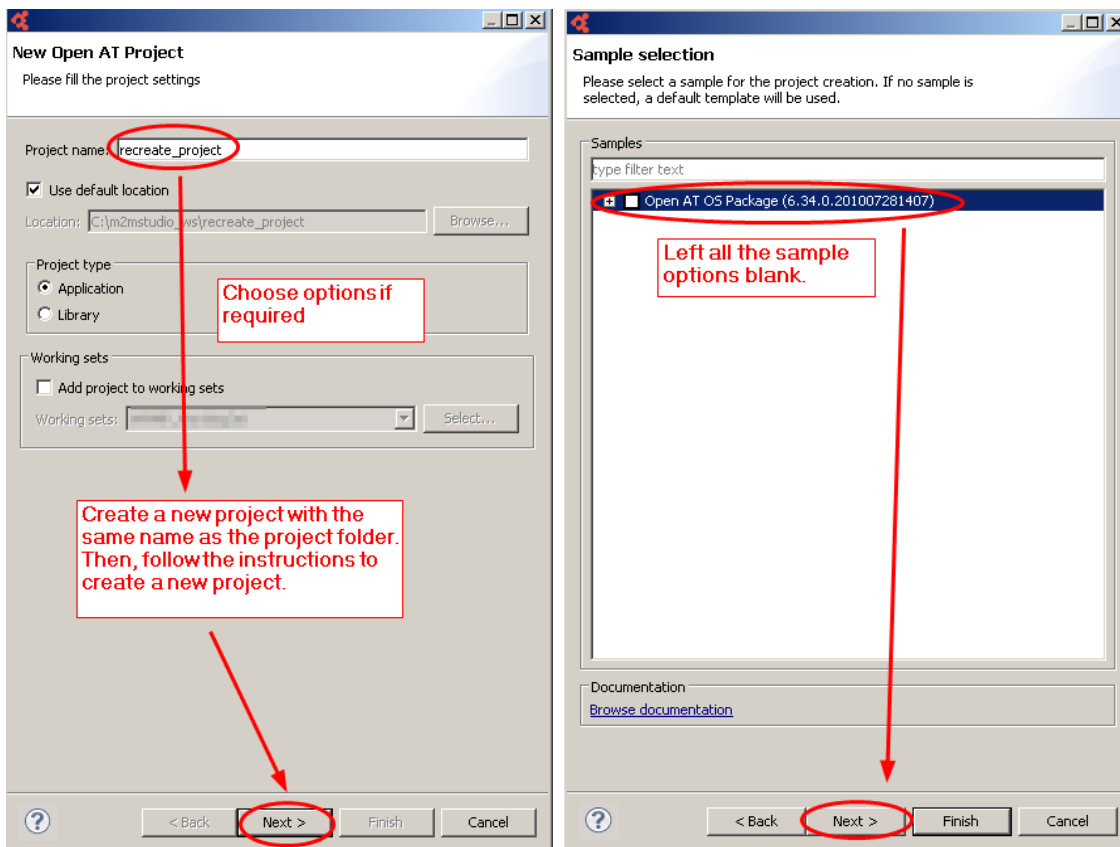 New Open AT Project
Please fill the project settings
Project name: recreate_project
Use default location
Location: C:\m2mstudio_ws\recreate_project Browse...
Project type
Application
Library
Choose options if
required
Working sets
Add project to working sets
Working sets: Select...
Create a new project with the
same name as the project folder.
Then, follow the instructions to
create a new project.
? < Back Next > Finish Cancel
Sample selection
Please select a sample for the project creation. If no sample is
selected, a default template will be used.
Samples
type filter text
Open AT OS Package (6.34.0.201007281407)
Left all the sample
options blank.
Documentation
Browse documentation
? < Back Next > Finish Cancel